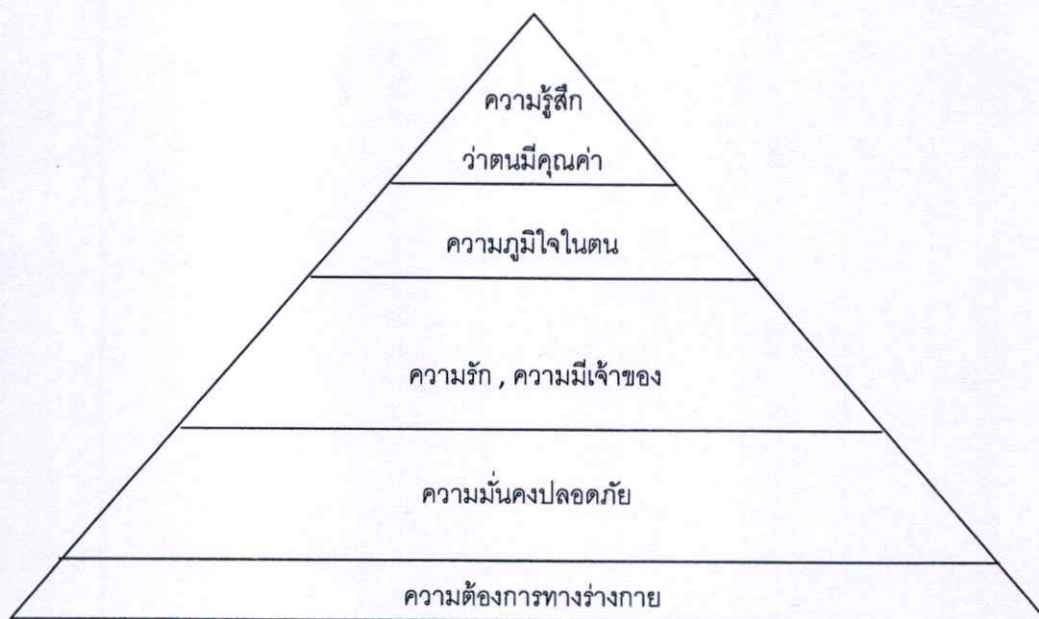 ความรู้สึก
ว่าตนมีคุณค่า
ความภูมิใจในตน
ความรัก , ความมีเจ้าของ
ความมั่นคงปลอดภัย
ความต้องการทางร่างกาย